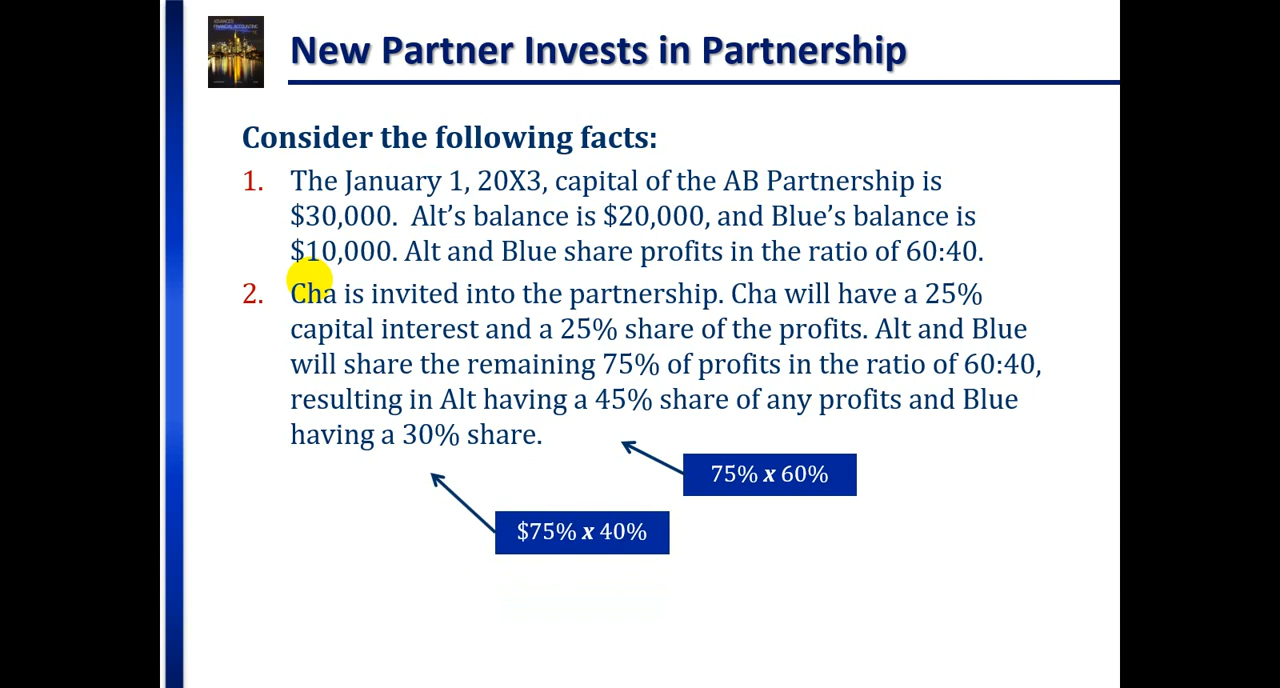 ADVANCED
FINANCIAL ACCOUNTING
New Partner Invests in Partnership
Consider the following facts:
1. The January 1, 20X3, capital of the AB Partnership is
$30,000. Alt’s balance is $20,000, and Blue’s balance is
$10,000. Alt and Blue share profits in the ratio of 60:40.
2. Cha is invited into the partnership. Cha will have a 25%
capital interest and a 25% share of the profits. Alt and Blue
will share the remaining 75% of profits in the ratio of 60:40,
resulting in Alt having a 45% share of any profits and Blue
having a 30% share.
75% x 60%
$75% x 40%